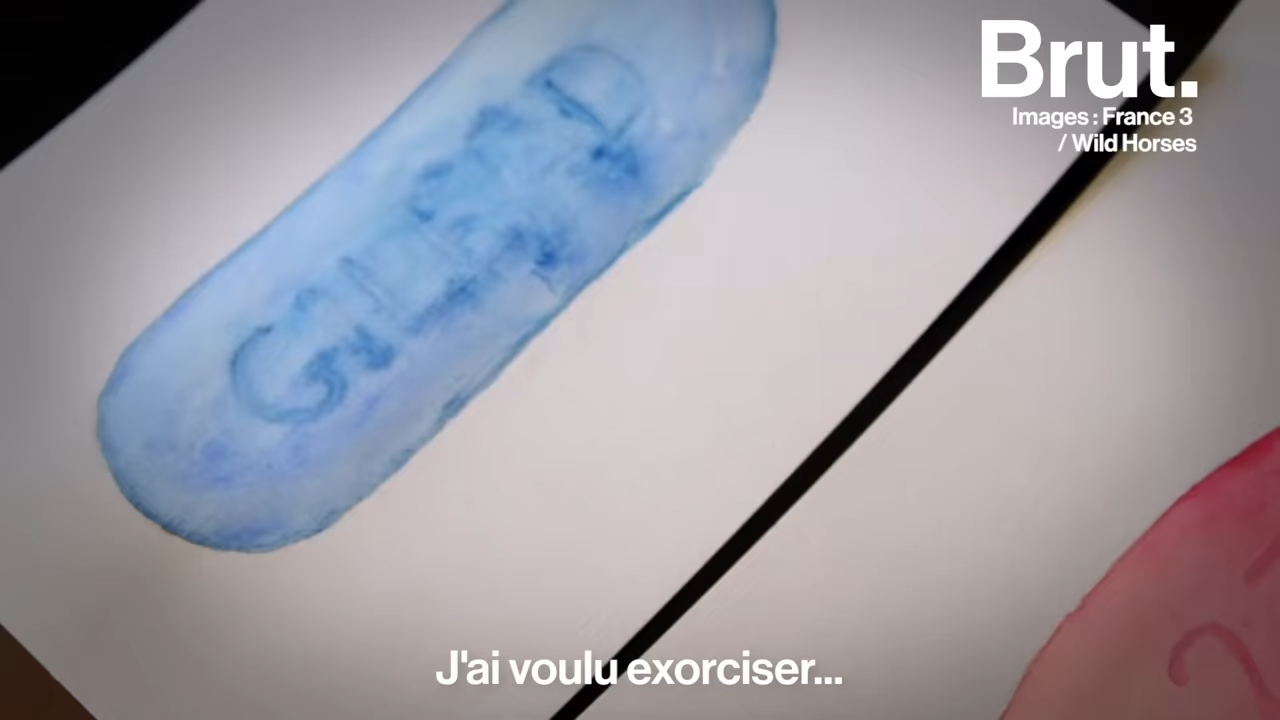 Brut.
Images : France 3
/ Wild Horses
J'ai voulu exorciser...